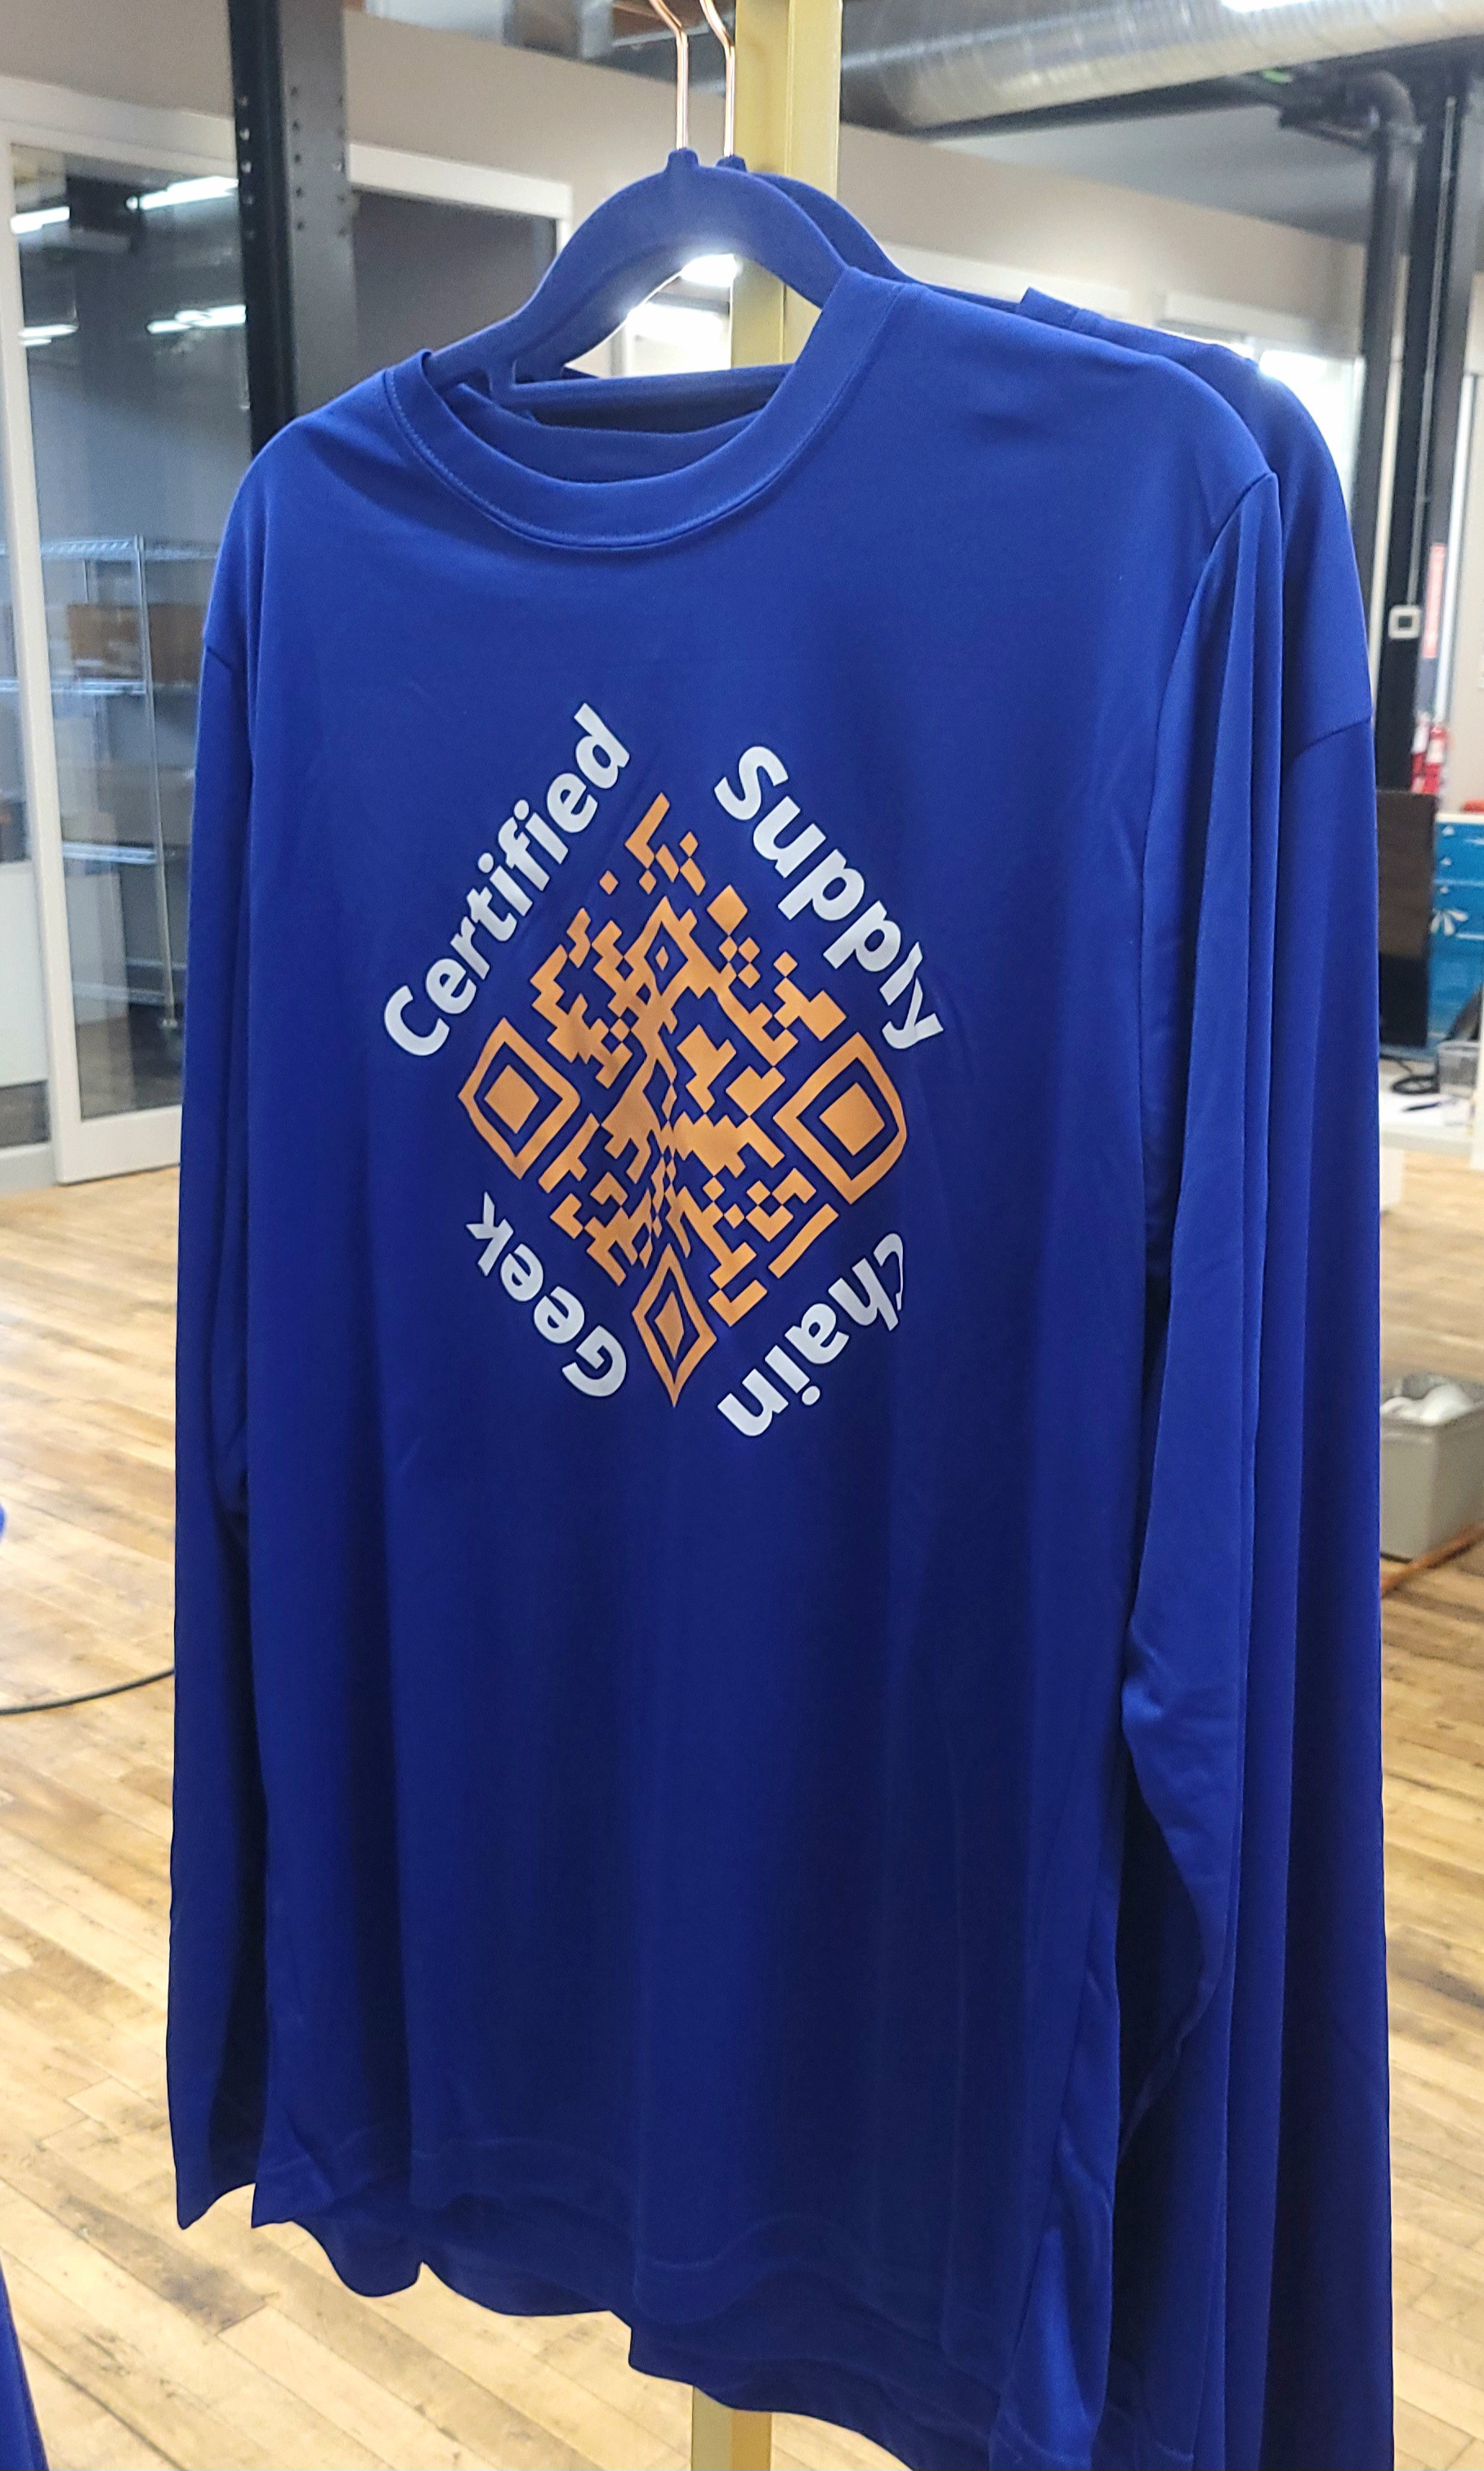 Certified
Supply
Chain
Geek